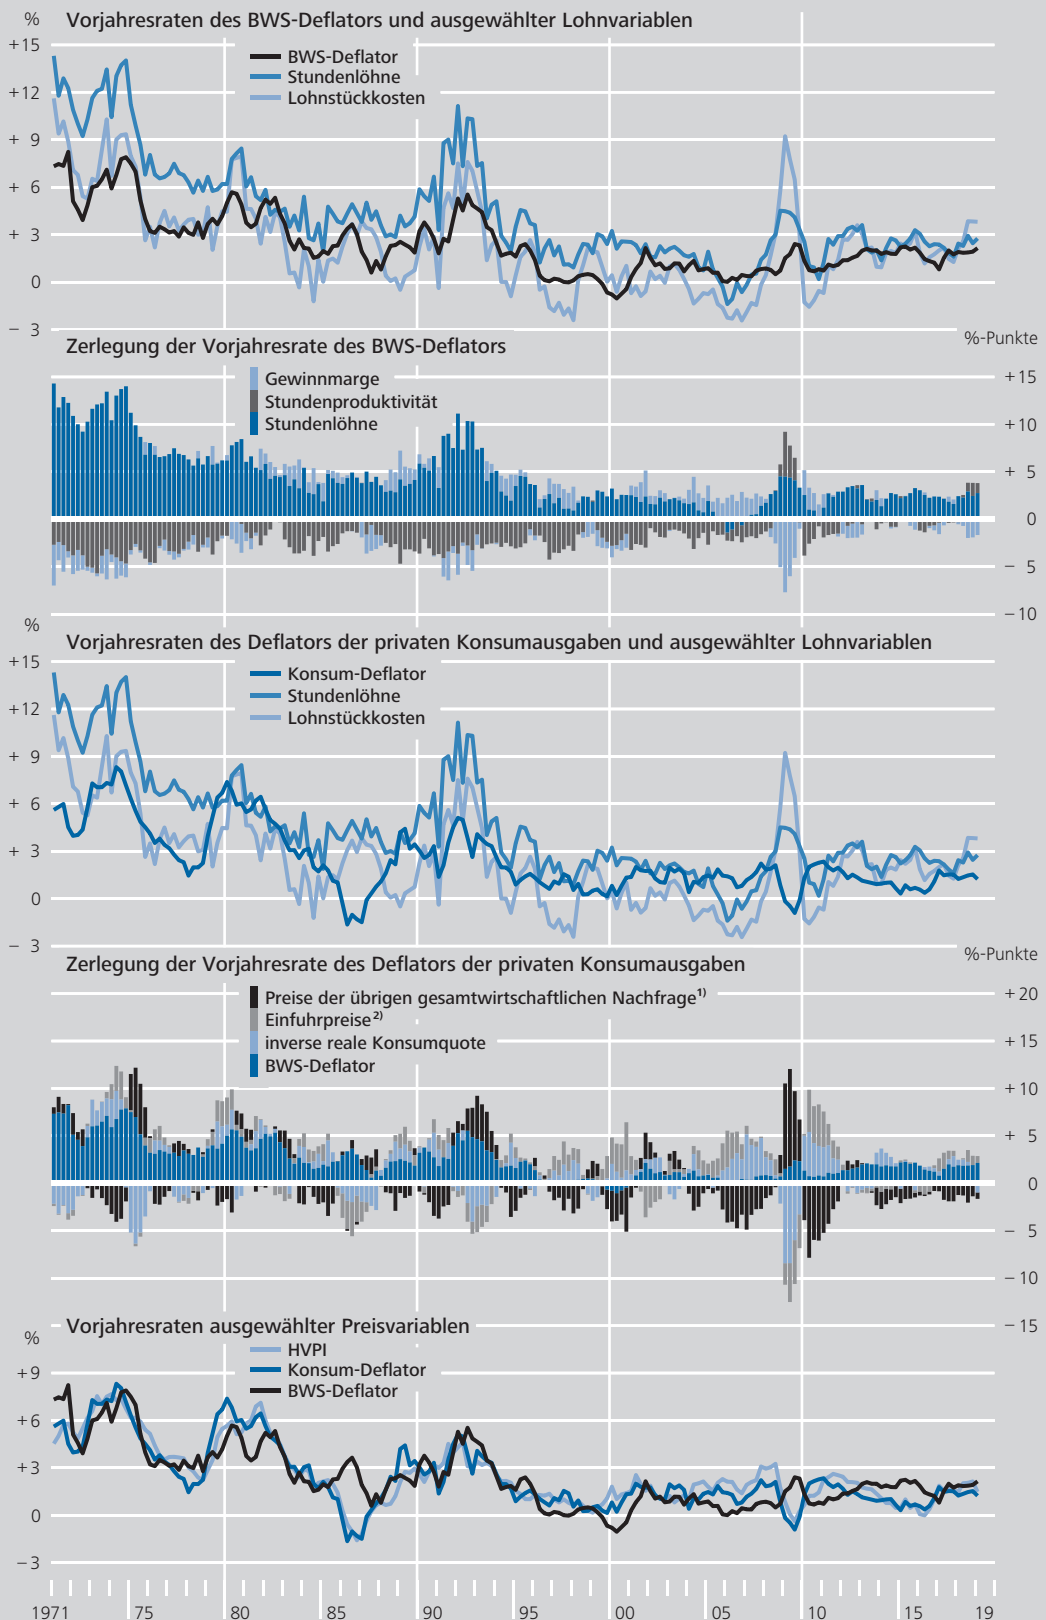 %
Vorjahresraten des BWS-Deflators und ausgewählter Lohnvariablen
+15
BWS-Deflator
Stundenlöhne
Lohnstückkosten
+12
+ 9
+ 6
+ 3
0
− 3
Zerlegung der Vorjahresrate des BWS-Deflators
%-Punkte
Gewinnmarge
Stundenproduktivität
Stundenlöhne
+15
+10
+ 5
0
− 5
−10
%
Vorjahresraten des Deflators der privaten Konsumausgaben und ausgewählter Lohnvariablen
+15
Konsum-Deflator
Stundenlöhne
Lohnstückkosten
+12
+ 9
+ 6
+ 3
0
− 3
Zerlegung der Vorjahresrate des Deflators der privaten Konsumausgaben
%-Punkte
Preise der übrigen gesamtwirtschaftlichen Nachfrage1)
Einfuhrpreise2)
inverse reale Konsumquote
BWS-Deflator
+20
+15
+10
+ 5
0
− 5
−10
−15
%
Vorjahresraten ausgewählter Preisvariablen
HVPI
Konsum-Deflator
BWS-Deflator
+9
+6
+3
0
−3
1971 75 80 85 90 95 00 05 10 15 19